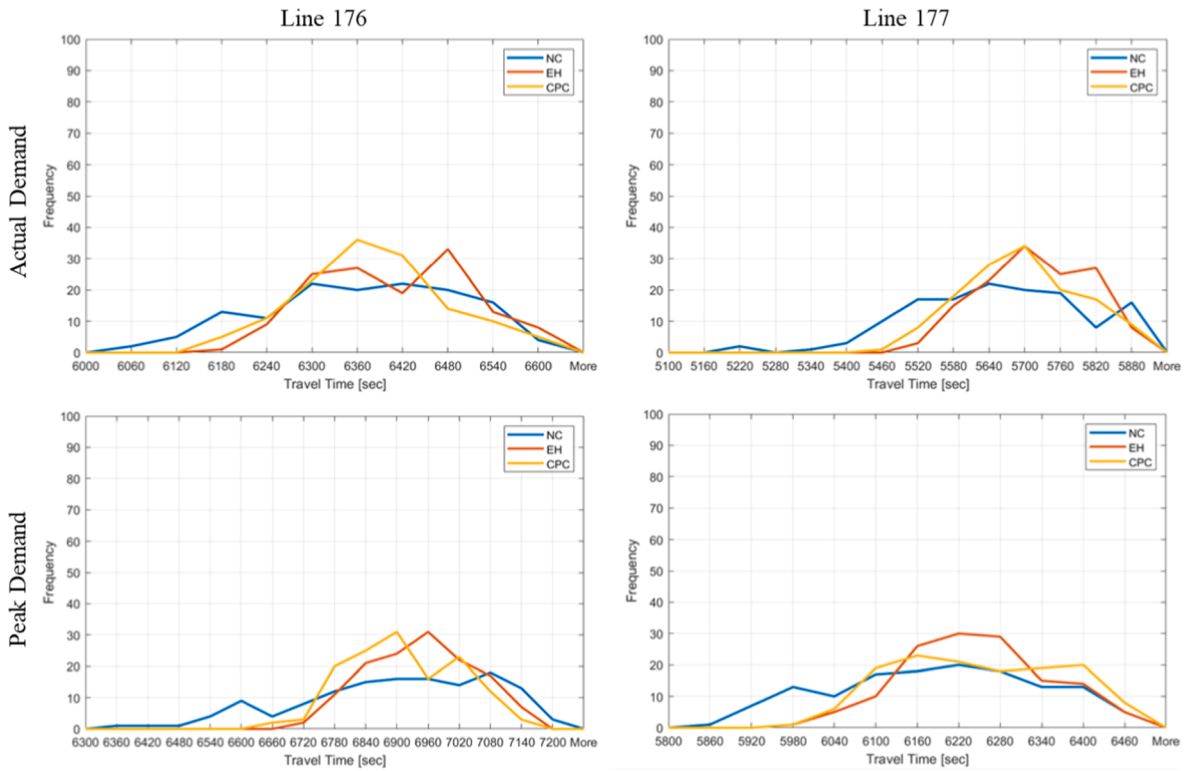 Line 176
Line 177
Actual Demand
Peak Demand
100
90
80
70
60
50
40
30
20
10
0
Frequency
NC
EH
CPC
6000 6060 6120 6180 6240 6300 6360 6420 6480 6540 6600 More
Travel Time [sec]
100
90
80
70
60
50
40
30
20
10
0
Frequency
NC
EH
CPC
5100 5160 5220 5280 5340 5400 5460 5520 5580 5640 5700 5760 5820 5880 More
Travel Time [sec]
100
90
80
70
60
50
40
30
20
10
0
Frequency
NC
EH
CPC
6300 6360 6420 6480 6540 6600 6660 6720 6780 6840 6900 6960 7020 7080 7140 7200 More
Travel Time [sec]
100
90
80
70
60
50
40
30
20
10
0
Frequency
NC
EH
CPC
5800 5860 5920 5980 6040 6100 6160 6220 6280 6340 6400 6460 More
Travel Time [sec]